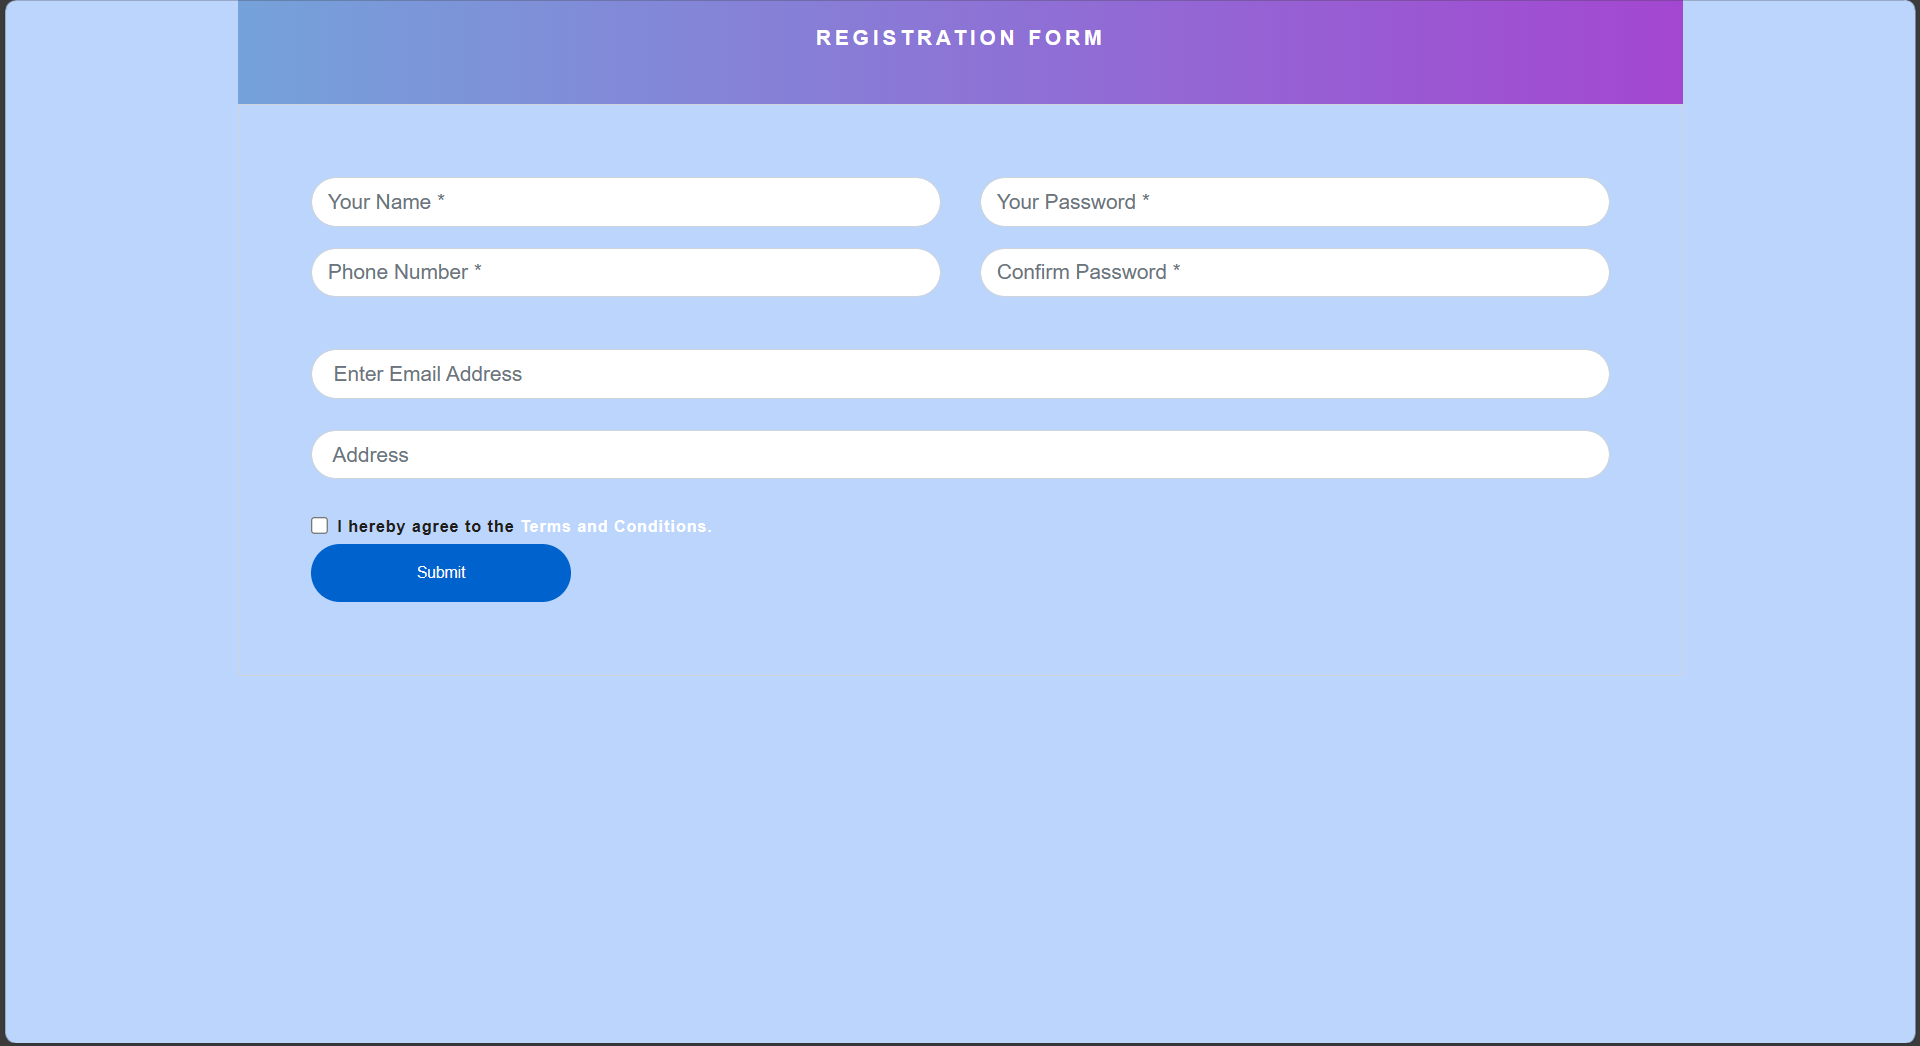 REGISTRATION FORM
Your Name *
Your Password *
Phone Number *
Confirm Password *
Enter Email Address
Address
I hereby agree to the Terms and Conditions.
Submit